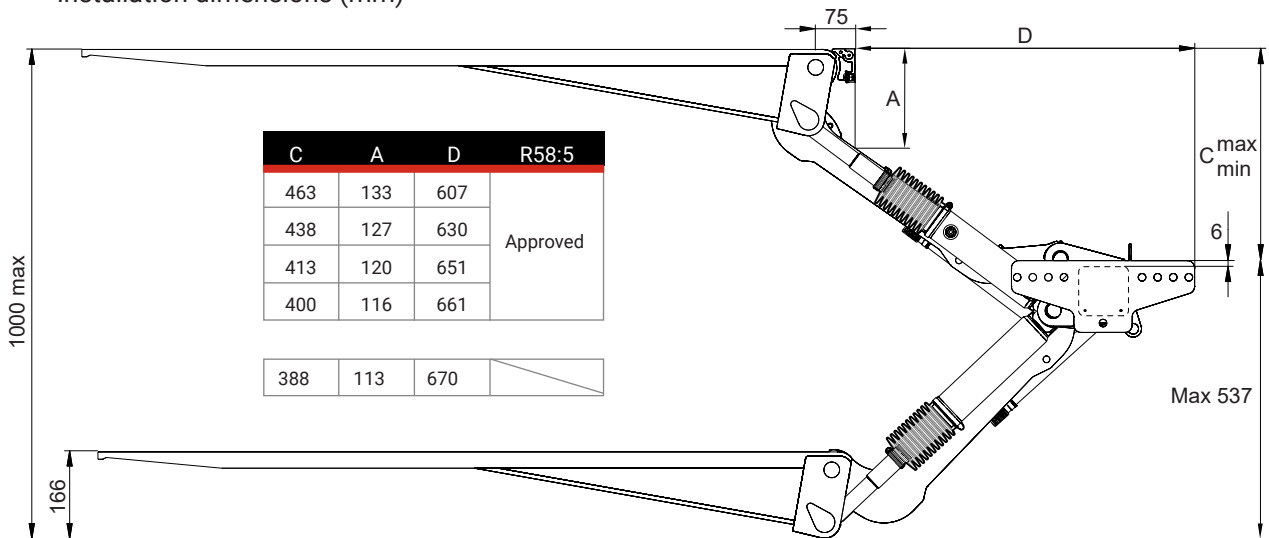 Installation dimensions (mm)
75
D
A
C max
min
6
1000 max
C A D R58:5
463 133 607
438 127 630
Approved
413 120 651
400 116 661
388 113 670
Max 537
166